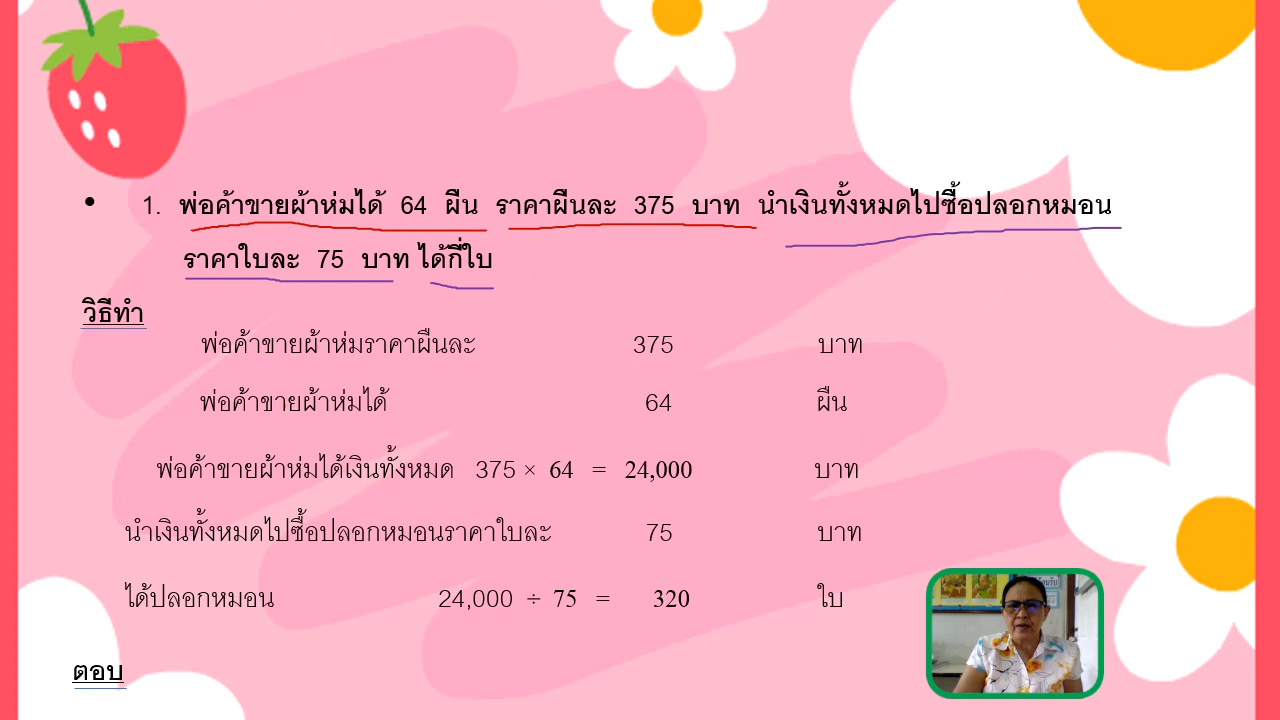 • 1. พ่อค้าขายผ้าห่มได้ 64 ผืน ราคาผืนละ 375 บาท นำเงินทั้งหมดไปซื้อปลอกหมอน
ราคาใบละ 75 บาท ได้กี่ใบ
วิธีทำ
พ่อค้าขายผ้าห่มราคาผืนละ 375 บาท
พ่อค้าขายผ้าห่มได้ 64 ผืน
พ่อค้าขายผ้าห่มได้เงินทั้งหมด 375 × 64 = 24,000 บาท
นำเงินทั้งหมดไปซื้อปลอกหมอนราคาใบละ 75 บาท
ได้ปลอกหมอน 24,000 ÷ 75 = 320 ใบ
ตอบ